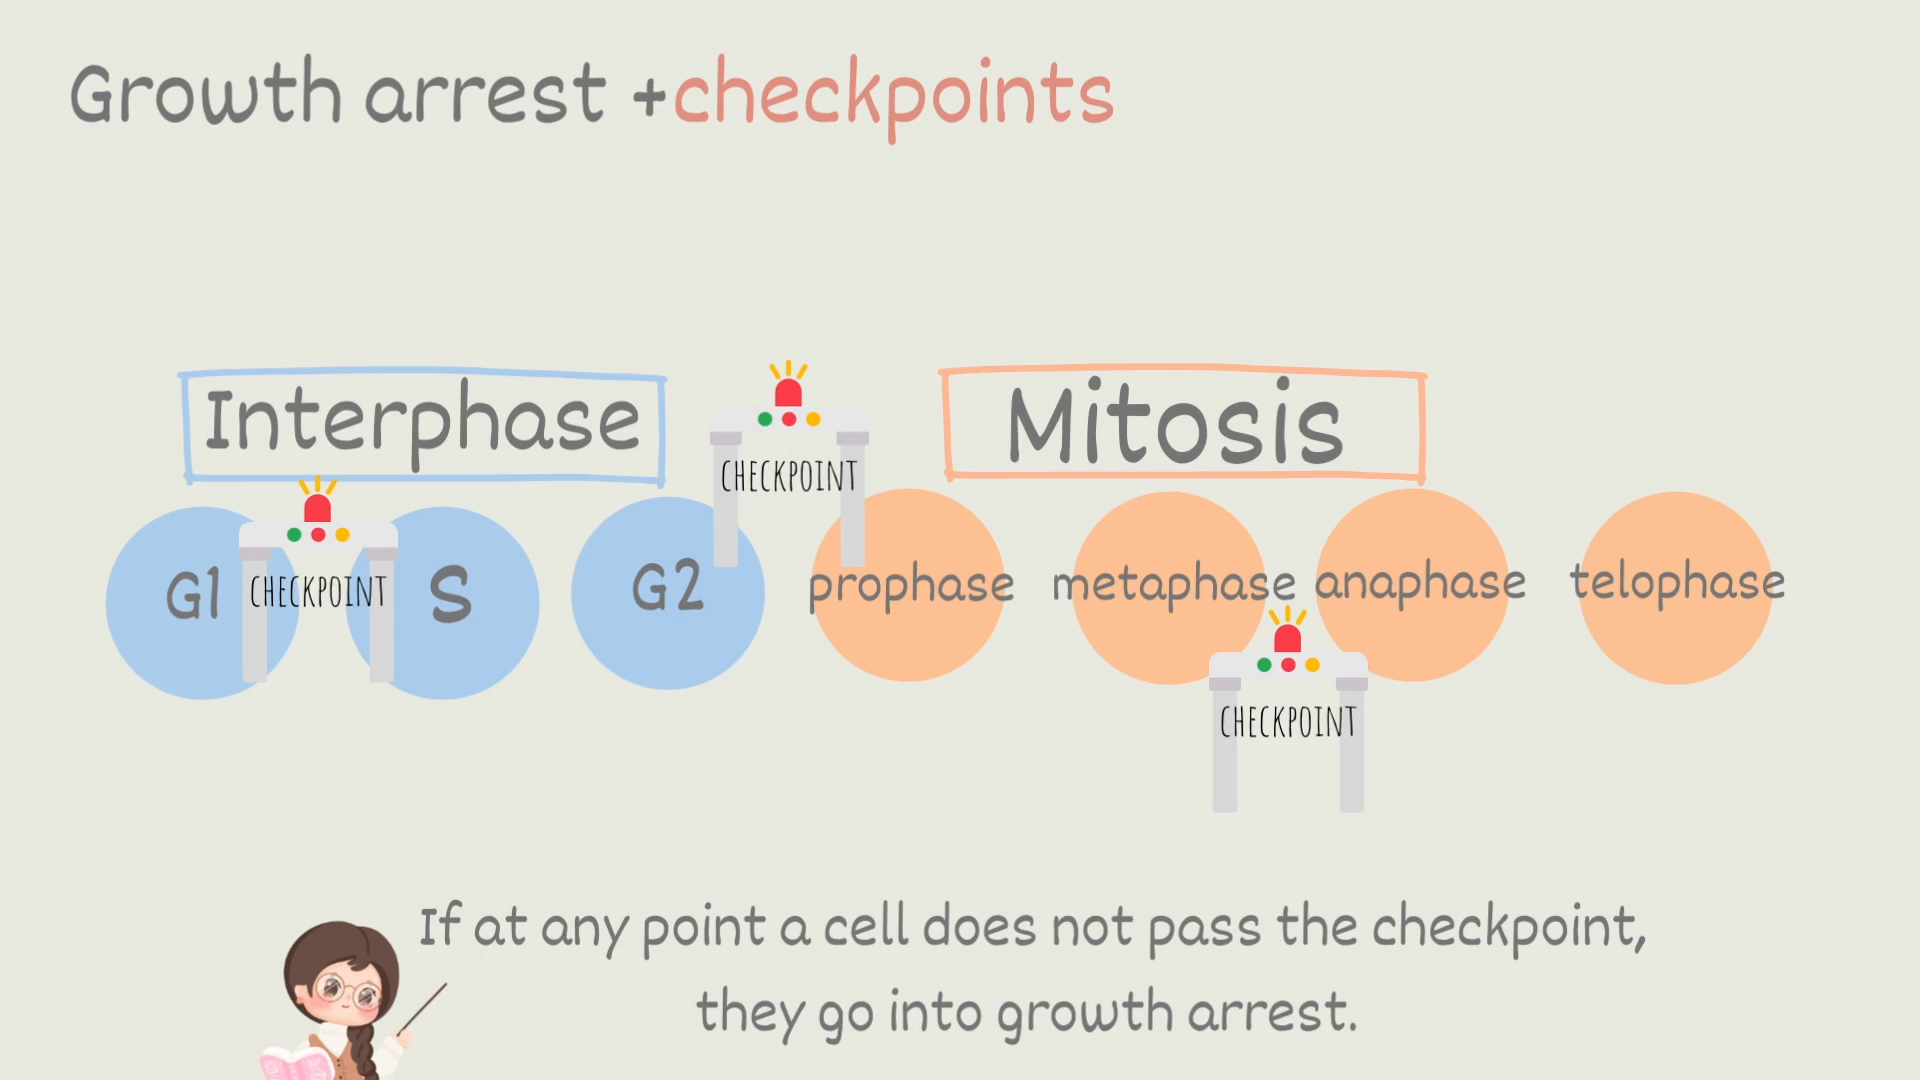 Growth arrest +checkpoints
Interphase
Mitosis
CHECKPOINT
G1
CHECKPOINT
S
G2
prophase
metaphase
anaphase
telophase
CHECKPOINT
If at any point a cell does not pass the checkpoint,
they go into growth arrest.